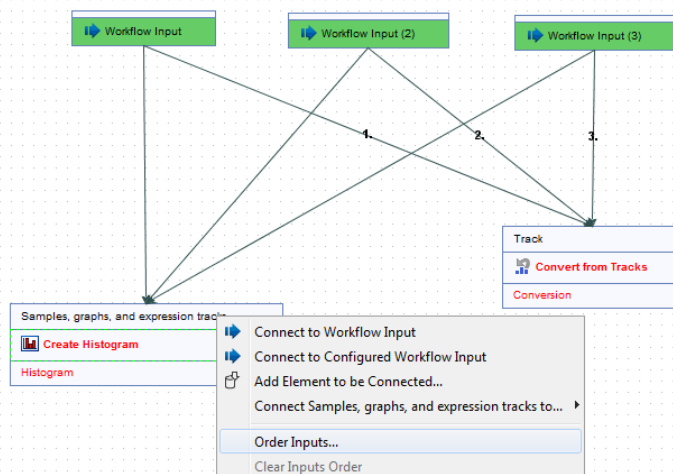 Workflow Input
Workflow Input (2)
Workflow Input (3)
1.
2.
3.
Track
Convert from Tracks
Conversion
Samples, graphs, and expression tracks
Create Histogram
Histogram
Connect to Workflow Input
Connect to Configured Workflow Input
Add Element to be Connected...
Connect Samples, graphs, and expression tracks to...
Order Inputs...
Clear Inputs Order